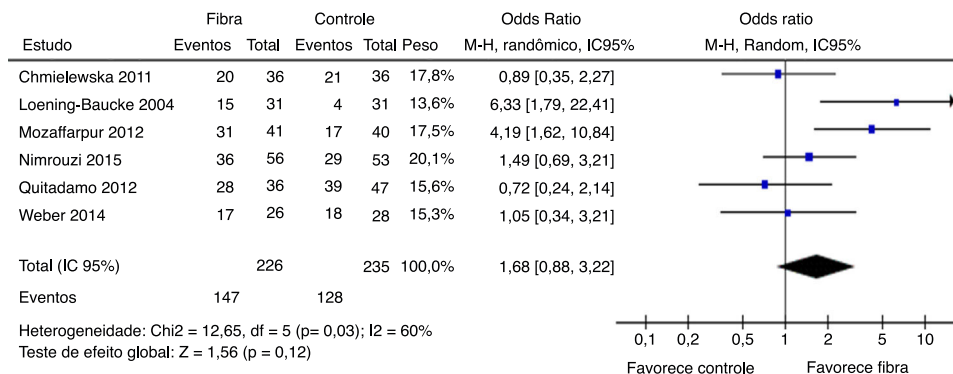 Fibra Controle Odds Ratio Odds ratio
Estudo Eventos Total Eventos Total Peso M-H, randômico, IC95% M-H, Random, IC95%
Chmielewska 2011 20 36 21 36 17,8% 0,89 [0,35, 2,27]
Loening-Baucke 2004 15 31 4 31 13,6% 6,33 [1,79, 22,41]
Mozaffarpur 2012 31 41 17 40 17,5% 4,19 [1,62, 10,84]
Nimrouzi 2015 36 56 29 53 20,1% 1,49 [0,69, 3,21]
Quitadamo 2012 28 36 39 47 15,6% 0,72 [0,24, 2,14]
Weber 2014 17 26 18 28 15,3% 1,05 [0,34, 3,21]
Total (IC 95%) 226 235 100,0% 1,68 [0,88, 3,22]
Eventos 147 128
Heterogeneidade: Chi2 = 12,65, df = 5 (p= 0,03); I2 = 60%
Teste de efeito global: Z = 1,56 (p = 0,12)
0,1 0,2 0,5 1 2 5 10
Favorece controle Favorece fibra